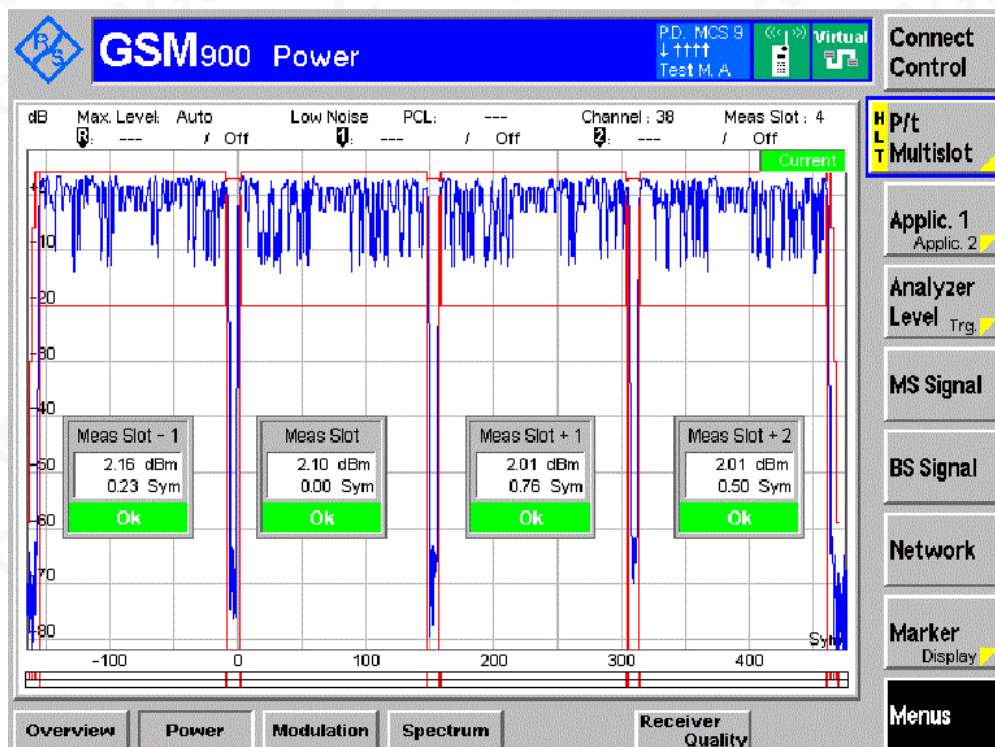 R S
GSM900 Power
P.D. MCS 9
↓ ↑↑↑↑
Test M. A.
Virtual
Connect Control
dB Max. Level: Auto Low Noise PCL: --- Channel : 38 Meas Slot : 4
R: --- / Off 1: --- / Off 2: --- / Off
Current
H L T
P/t Multislot
Applic. 1
Applic. 2
Analyzer Level Trg.
MS Signal
BS Signal
Network
Marker
Display
Menus
-10
-20
-30
-40
-50
-60
-70
-80
Meas Slot - 1
2.16 dBm
0.23 Sym
Ok
Meas Slot
2.10 dBm
0.00 Sym
Ok
Meas Slot + 1
2.01 dBm
0.76 Sym
Ok
Meas Slot + 2
2.01 dBm
0.50 Sym
Ok
Sym
-100 0 100 200 300 400
Overview Power Modulation Spectrum Receiver Quality